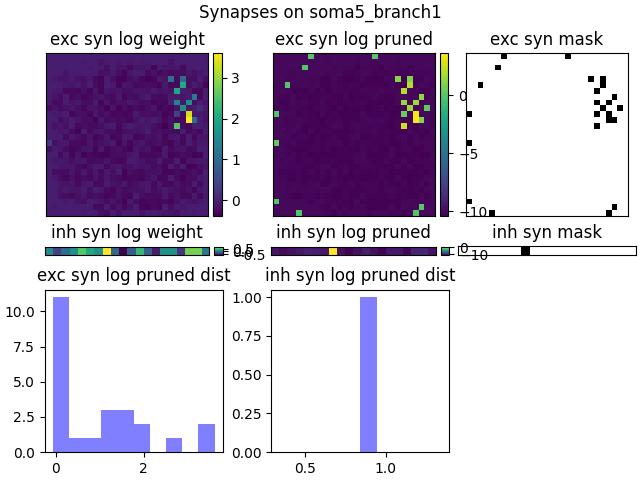 Synapses on soma5_branch1
exc syn log weight
exc syn log pruned
exc syn mask
3
2
1
0
0
−5
−10
inh syn log weight
inh syn log pruned
inh syn mask
0.5
−0.5
0
−10
exc syn log pruned dist
inh syn log pruned dist
10.0
7.5
5.0
2.5
0.0
0
2
1.00
0.75
0.50
0.25
0.00
0.5
1.0